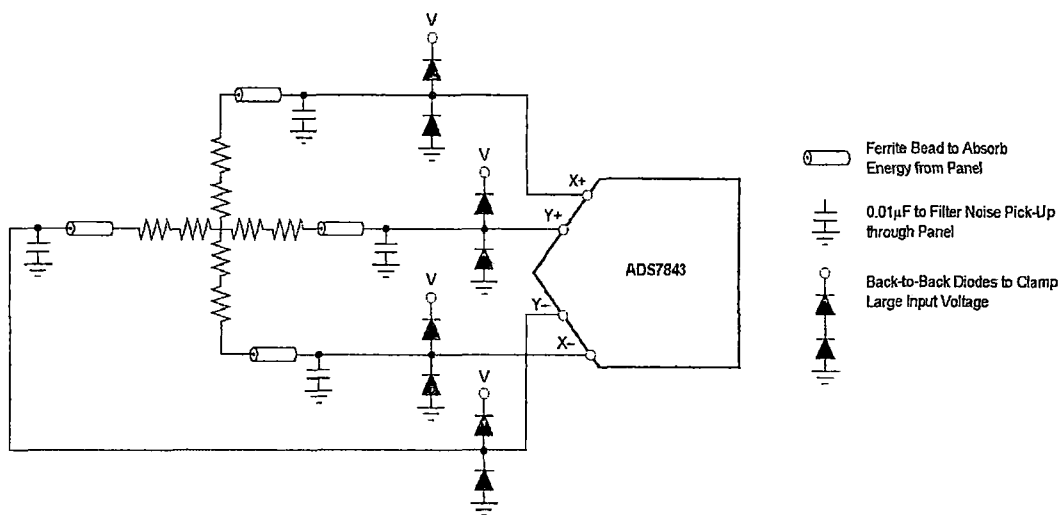 V
V
X+
Y+
ADS7843
V
Y–
X–
V
Ferrite Bead to Absorb
Energy from Panel
0.01µF to Filter Noise Pick-Up
through Panel
Back-to-Back Diodes to Clamp
Large Input Voltage